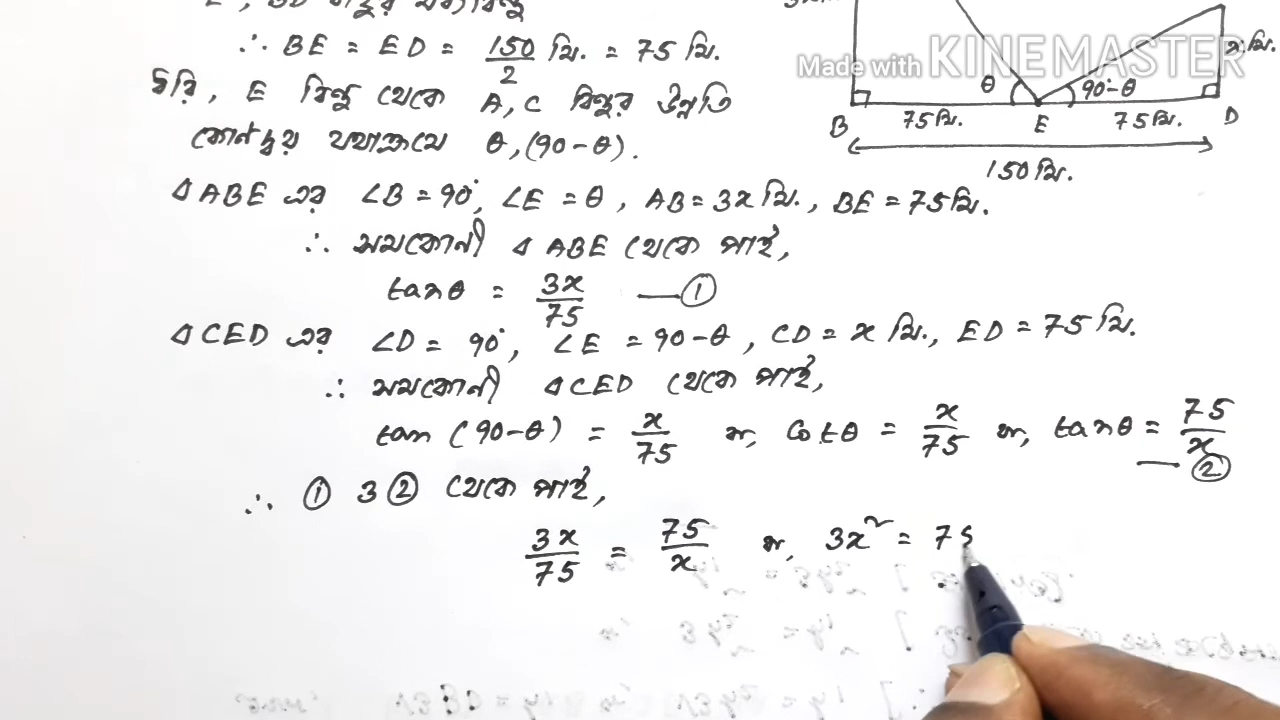 ∴ BE = ED = 150/2 মি. = 75 মি.
ধরি, E বিন্দু থেকে A, C বিন্দুর উন্নতি
কোণদ্বয় যথাক্রমে θ, (90-θ).
Made with KINEMASTER
x মি.
θ 90°-θ
B 75 মি. E 75 মি. D
150 মি.
△ABE এর ∠B = 90°, ∠E = θ, AB = 3x মি., BE = 75 মি.
∴ সমকোণী △ ABE থেকে পাই,
tanθ = 3x/75 —①
△CED এর ∠D = 90°, ∠E = 90-θ, CD = x মি., ED = 75 মি.
∴ সমকোণী △CED থেকে পাই,
tan (90-θ) = x/75 বা, cotθ = x/75 বা, tanθ = 75/x —②
∴ ① ও ② থেকে পাই,
3x/75 = 75/x বা, 3x² = 75